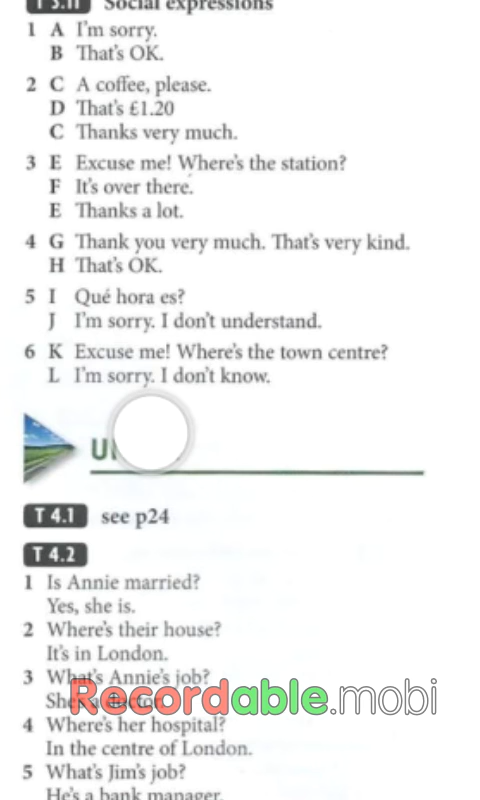 T 3.11 Social expressions
1 A I'm sorry.
B That's OK.
2 C A coffee, please.
D That's £1.20
C Thanks very much.
3 E Excuse me! Where's the station?
F It's over there.
E Thanks a lot.
4 G Thank you very much. That's very kind.
H That's OK.
5 I Qué hora es?
J I'm sorry. I don't understand.
6 K Excuse me! Where's the town centre?
L I'm sorry. I don't know.
T 4.1 see p24
T 4.2
1 Is Annie married?
Yes, she is.
2 Where's their house?
It's in London.
3 What's Annie's job?
She's a doctor.
Recordable.mobi
4 Where's her hospital?
In the centre of London.
5 What's Jim's job?
He's a bank manager.